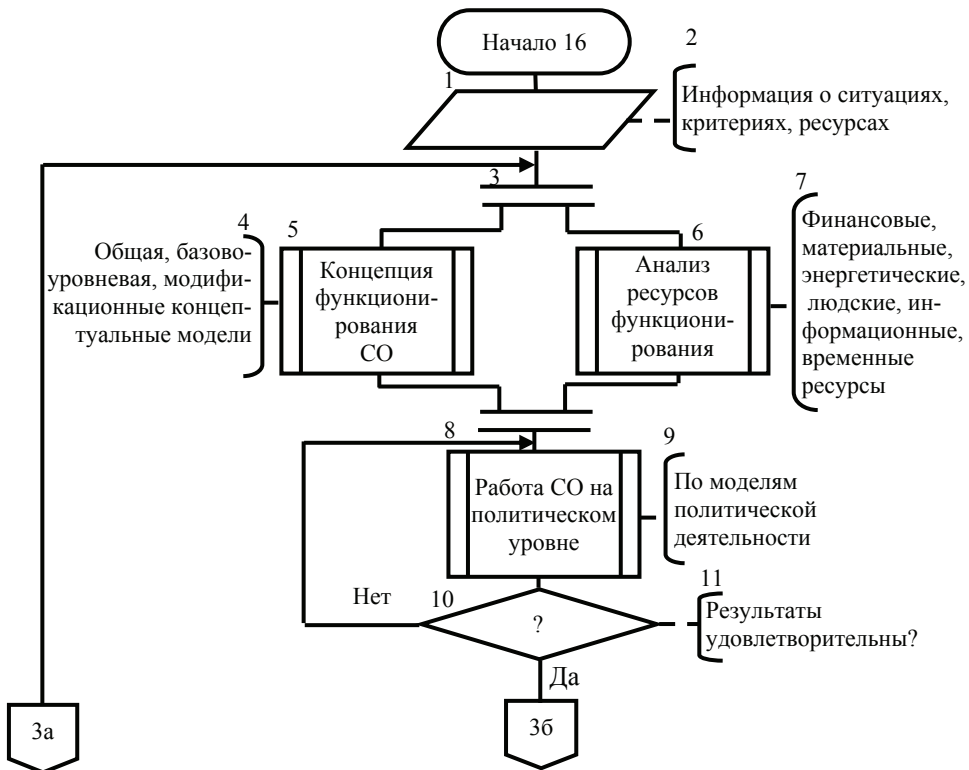 Начало 16
1
2
Информация о ситуациях,
критериях, ресурсах
3
4
Общая, базово-
уровневая, модифи-
кационные концеп-
туальные модели
5
Концепция
функциони-
рования
СО
6
Анализ
ресурсов
функциони-
рования
7
Финансовые,
материальные,
энергетические,
людские, ин-
формационные,
временные
ресурсы
8
Работа СО на
политическом
уровне
9
По моделям
политической
деятельности
Нет
10
?
11
Результаты
удовлетворительны?
Да
3а
3б